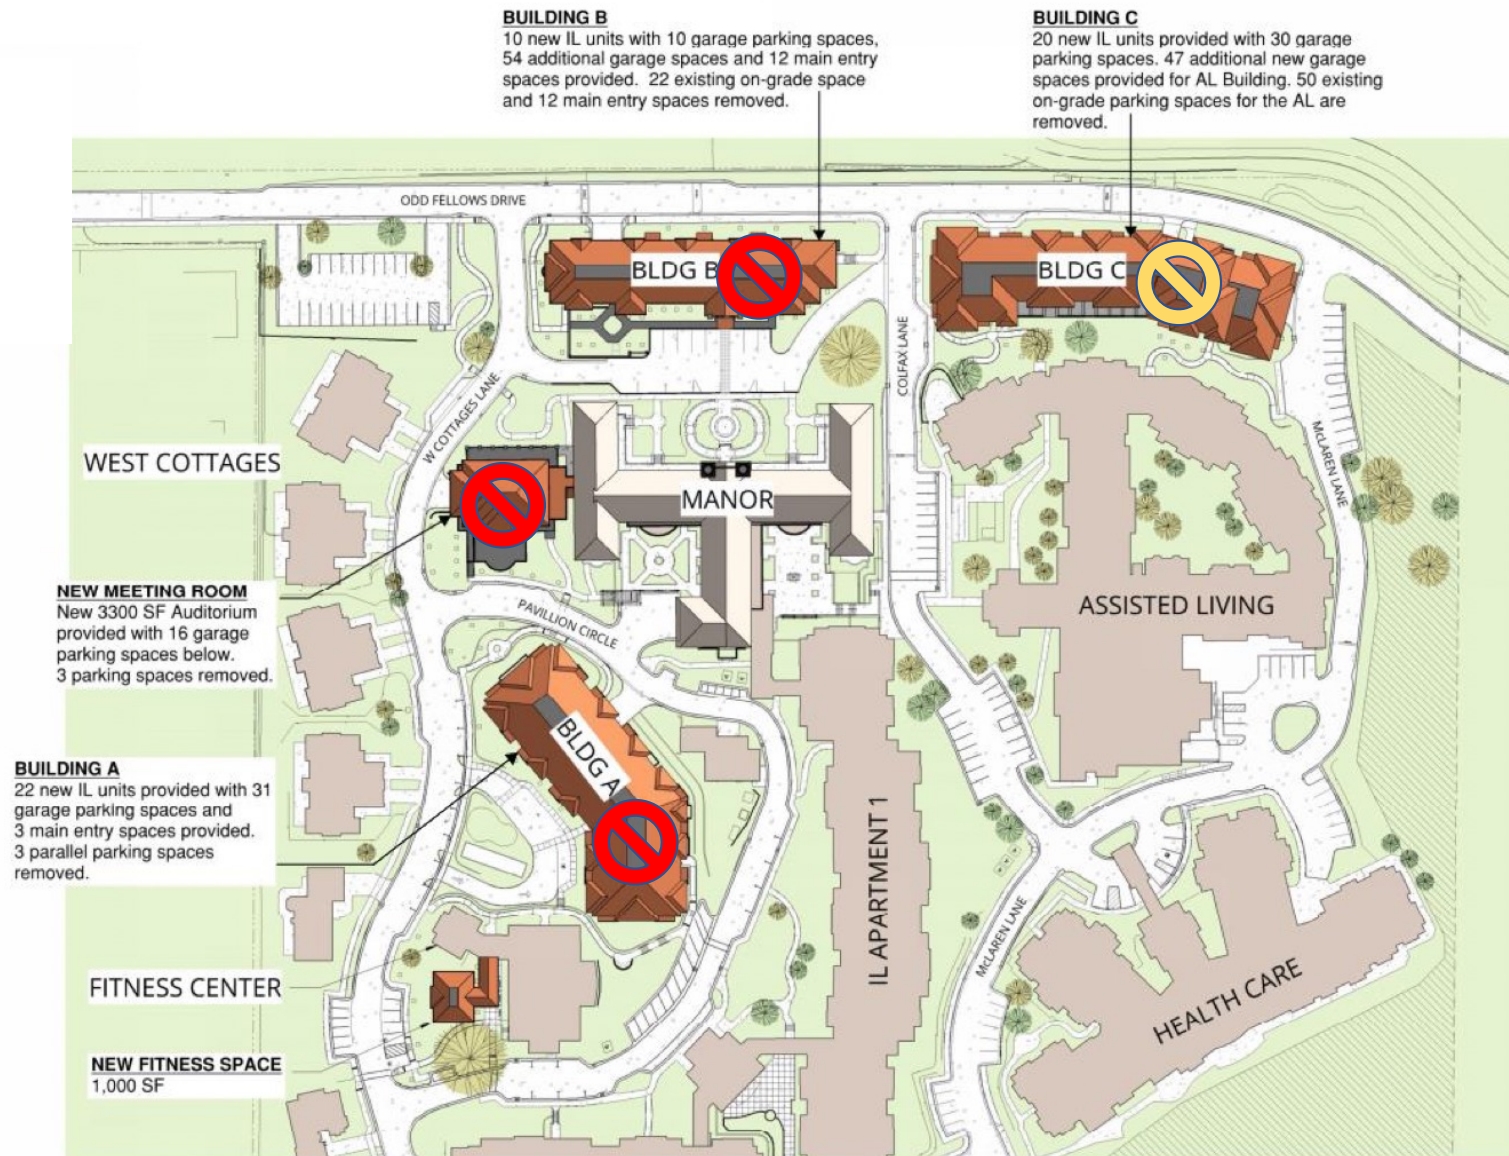 BUILDING B
10 new IL units with 10 garage parking spaces,
54 additional garage spaces and 12 main entry
spaces provided.  22 existing on-grade space
and 12 main entry spaces removed.
BUILDING C
20 new IL units provided with 30 garage
parking spaces. 47 additional new garage
spaces provided for AL Building. 50 existing
on-grade parking spaces for the AL are
removed.
ODD FELLOWS DRIVE
BLDG B
BLDG C
COLFAX LANE
W COTTAGES LANE
McLAREN LANE
WEST COTTAGES
MANOR
NEW MEETING ROOM
New 3300 SF Auditorium
provided with 16 garage
parking spaces below.
3 parking spaces removed.
PAVILLION CIRCLE
ASSISTED LIVING
BLDG A
BUILDING A
22 new IL units provided with 31
garage parking spaces and
3 main entry spaces provided.
3 parallel parking spaces
removed.
IL APARTMENT 1
McLAREN LANE
FITNESS CENTER
HEALTH CARE
NEW FITNESS SPACE
1,000 SF